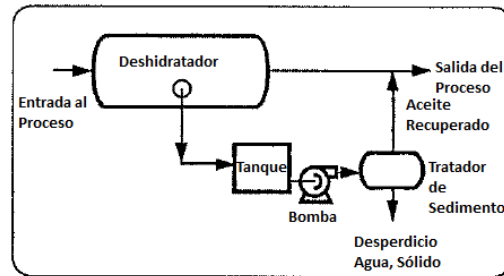 Deshidratador
Entrada al
Proceso
Salida del
Proceso
Aceite
Recuperado
Tanque
Bomba
Tratador
de
Sedimento
Desperdicio
Agua, Sólido